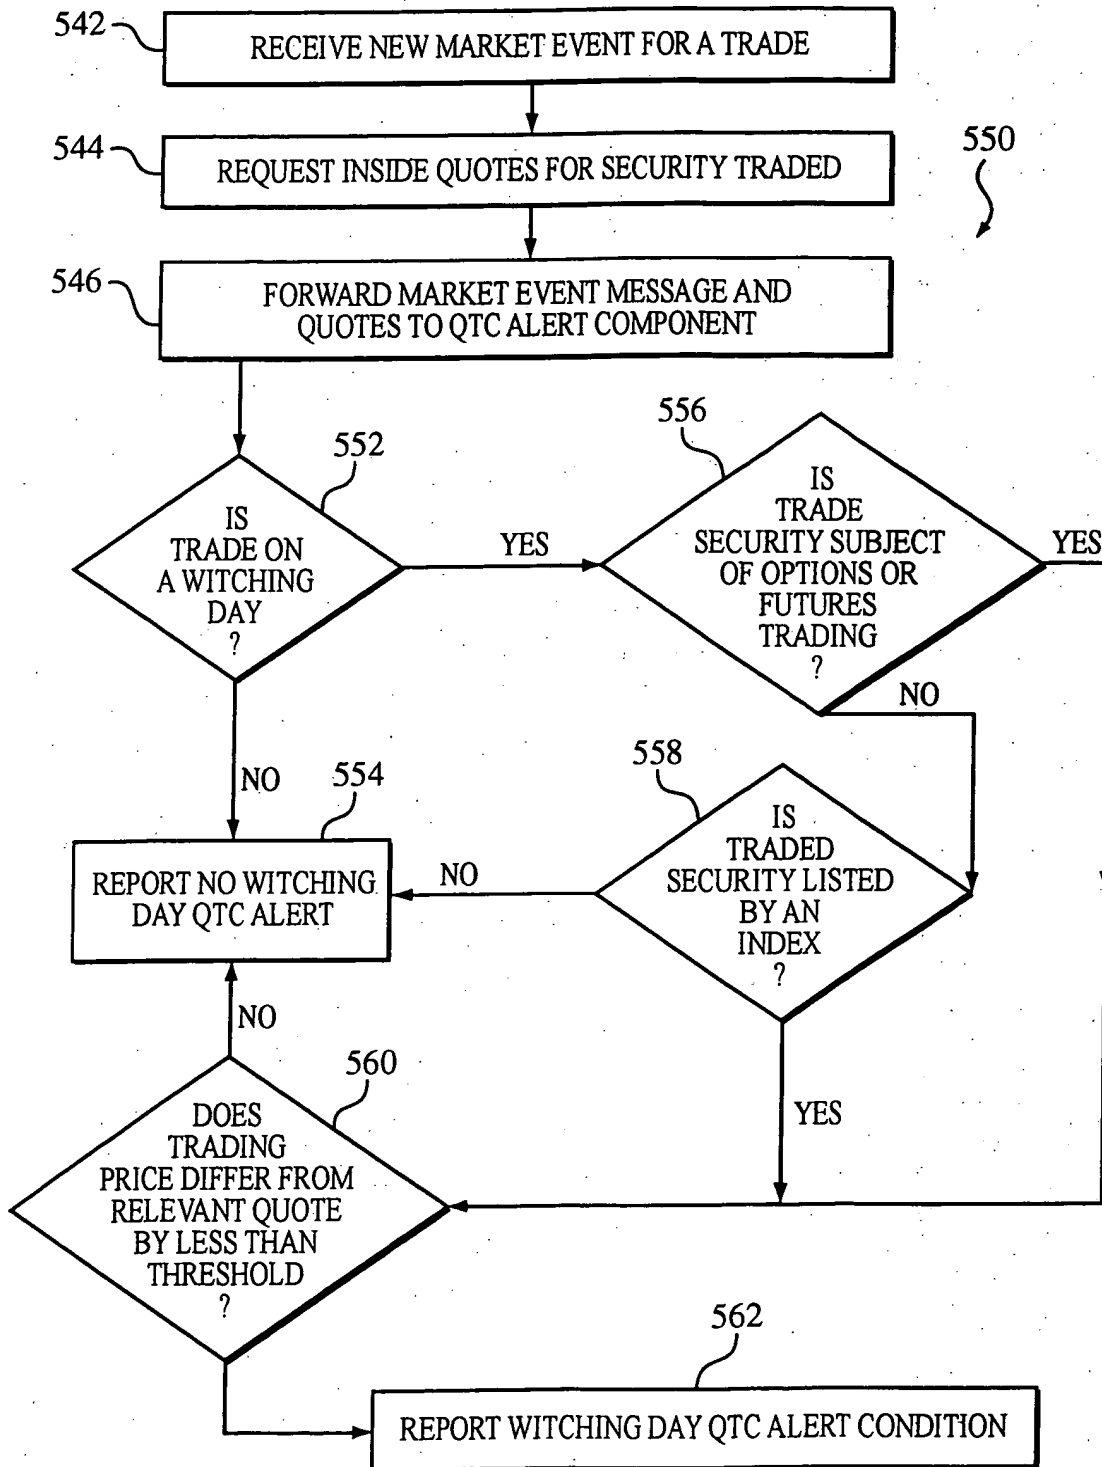 542
RECEIVE NEW MARKET EVENT FOR A TRADE
544
REQUEST INSIDE QUOTES FOR SECURITY TRADED
550
546
FORWARD MARKET EVENT MESSAGE AND
QUOTES TO QTC ALERT COMPONENT
552
IS
TRADE ON
A WITCHING
DAY
?
YES
556
IS
TRADE
SECURITY SUBJECT
OF OPTIONS OR
FUTURES
TRADING
?
YES
NO
NO
554
REPORT NO WITCHING
DAY QTC ALERT
NO
558
IS
TRADED
SECURITY LISTED
BY AN
INDEX
?
YES
NO
560
DOES
TRADING
PRICE DIFFER FROM
RELEVANT QUOTE
BY LESS THAN
THRESHOLD
?
562
REPORT WITCHING DAY QTC ALERT CONDITION